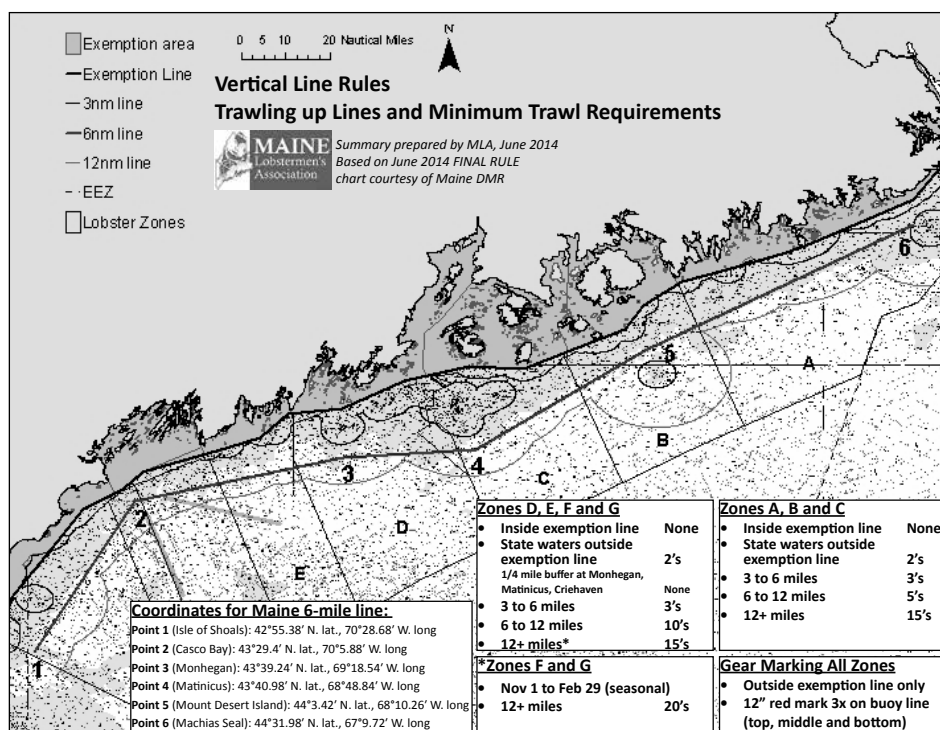 Exemption area
Exemption Line
3nm line
6nm line
12nm line
EEZ
Lobster Zones
0 5 10 20 Nautical Miles
N
Vertical Line Rules
Trawling up Lines and Minimum Trawl Requirements
MAINE
Lobstermen's
Association
Summary prepared by MLA, June 2014
Based on June 2014 FINAL RULE
chart courtesy of Maine DMR
6
5
A
B
3
4
C
2
D
E
1
Coordinates for Maine 6-mile line:
Point 1 (Isle of Shoals): 42°55.38’ N. lat., 70°28.68’ W. long
Point 2 (Casco Bay): 43°29.4’ N. lat., 70°5.88’ W. long
Point 3 (Monhegan): 43°39.24’ N. lat., 69°18.54’ W. long
Point 4 (Matinicus): 43°40.98’ N. lat., 68°48.84’ W. long
Point 5 (Mount Desert Island): 44°3.42’ N. lat., 68°10.26’ W. long
Point 6 (Machias Seal): 44°31.98’ N. lat., 67°9.72’ W. long
Zones D, E, F and G
• Inside exemption line None
• State waters outside
exemption line 2’s
1/4 mile buffer at Monhegan,
Matinicus, Criehaven None
• 3 to 6 miles 3’s
• 6 to 12 miles 10’s
• 12+ miles* 15’s
Zones A, B and C
• Inside exemption line None
• State waters outside
exemption line 2’s
• 3 to 6 miles 3’s
• 6 to 12 miles 5’s
• 12+ miles 15’s
*Zones F and G
• Nov 1 to Feb 29 (seasonal)
• 12+ miles 20’s
Gear Marking All Zones
• Outside exemption line only
• 12” red mark 3x on buoy line
(top, middle and bottom)